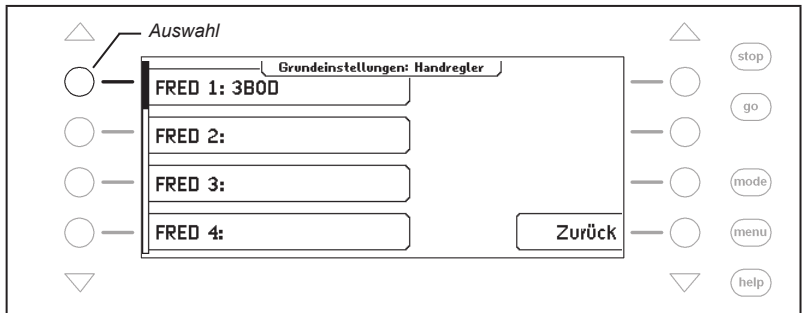 Auswahl
Grundeinstellungen: Handregler
FRED 1: 3B0D
FRED 2:
FRED 3:
FRED 4:
Zurück
stop
go
mode
menu
help